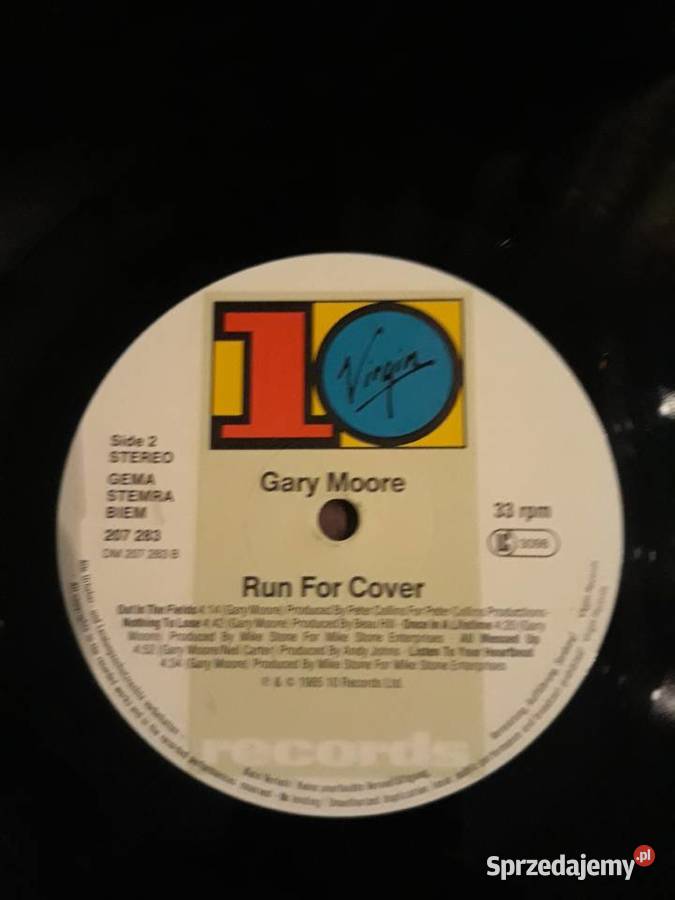 10
Virgin
Side 2
STEREO
GEMA
STEMRA
BIEM
207 283
DM 207 283 B
Gary Moore
33 rpm
LC 3098
Run For Cover
Out In The Fields 4:14 (Gary Moore) Produced By Peter Collins For Peter Collins Productions -
Nothing To Lose 4:42 (Gary Moore) Produced By Beau Hill - Once In A Lifetime 4:20 (Gary
Moore) Produced By Mike Stone For Mike Stone Enterprises - All Messed Up
4:52 (Gary Moore/Neil Carter) Produced By Andy Johns - Listen To Your Heartbeat
4:34 (Gary Moore) Produced By Mike Stone For Mike Stone Enterprises
℗ & © 1985 10 Records Ltd.
records
Sprzedajemy.pl